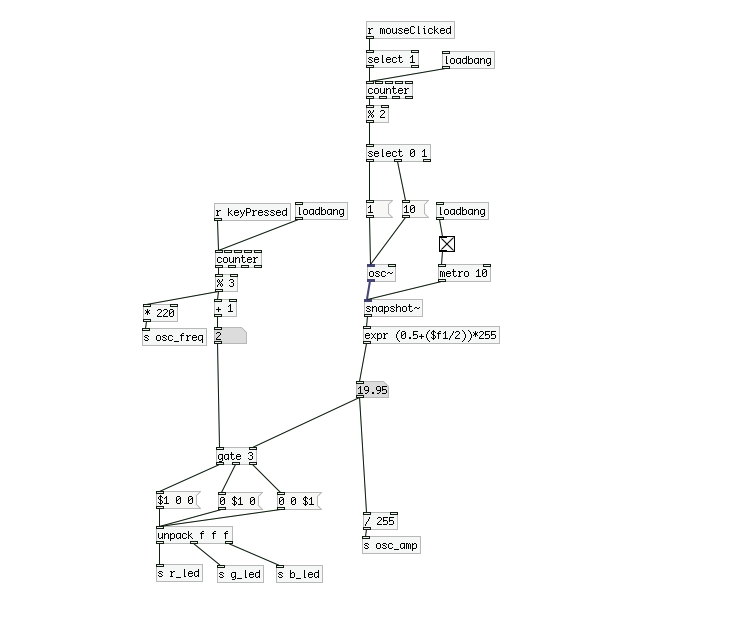 r mouseClicked
select 1
loadbang
counter
% 2
select 0 1
1
10
loadbang
r keyPressed
loadbang
counter
osc~
metro 10
% 3
* 220
+ 1
snapshot~
s osc_freq
2
expr (0.5+($f1/2))*255
19.95
gate 3
$1 0 0
0 $1 0
0 0 $1
/ 255
unpack f f f
s osc_amp
s r_led
s g_led
s b_led